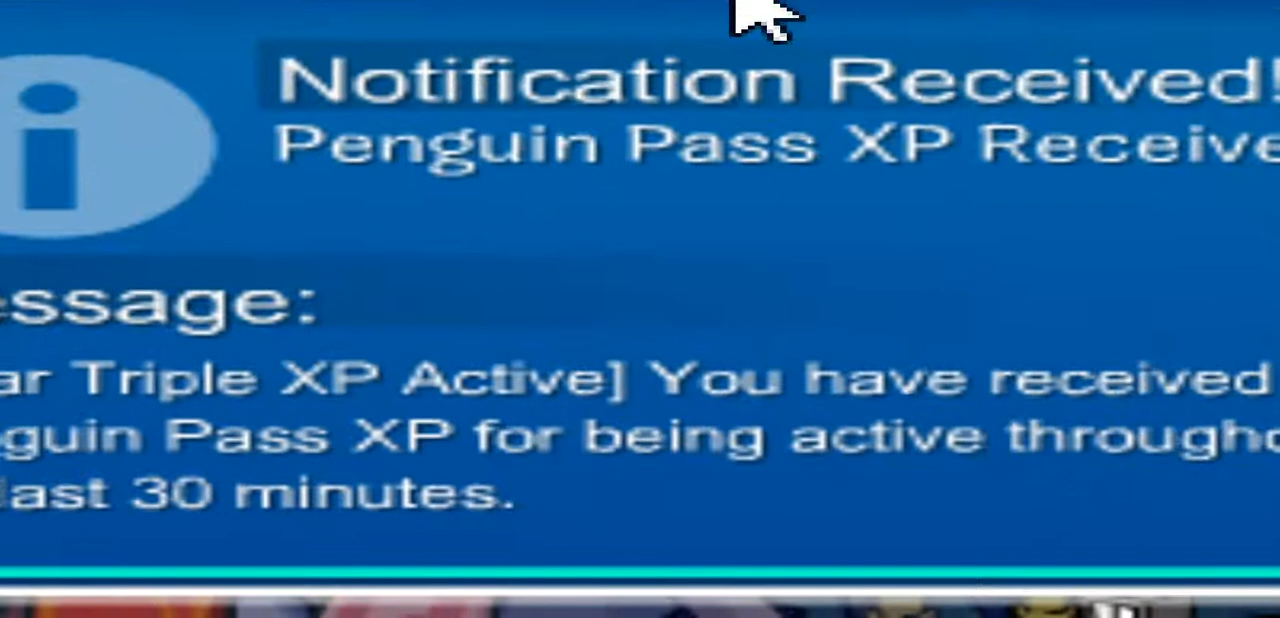 Notification Received!
Penguin Pass XP Receive
essage:
ar Triple XP Active] You have received
guin Pass XP for being active througho
last 30 minutes.